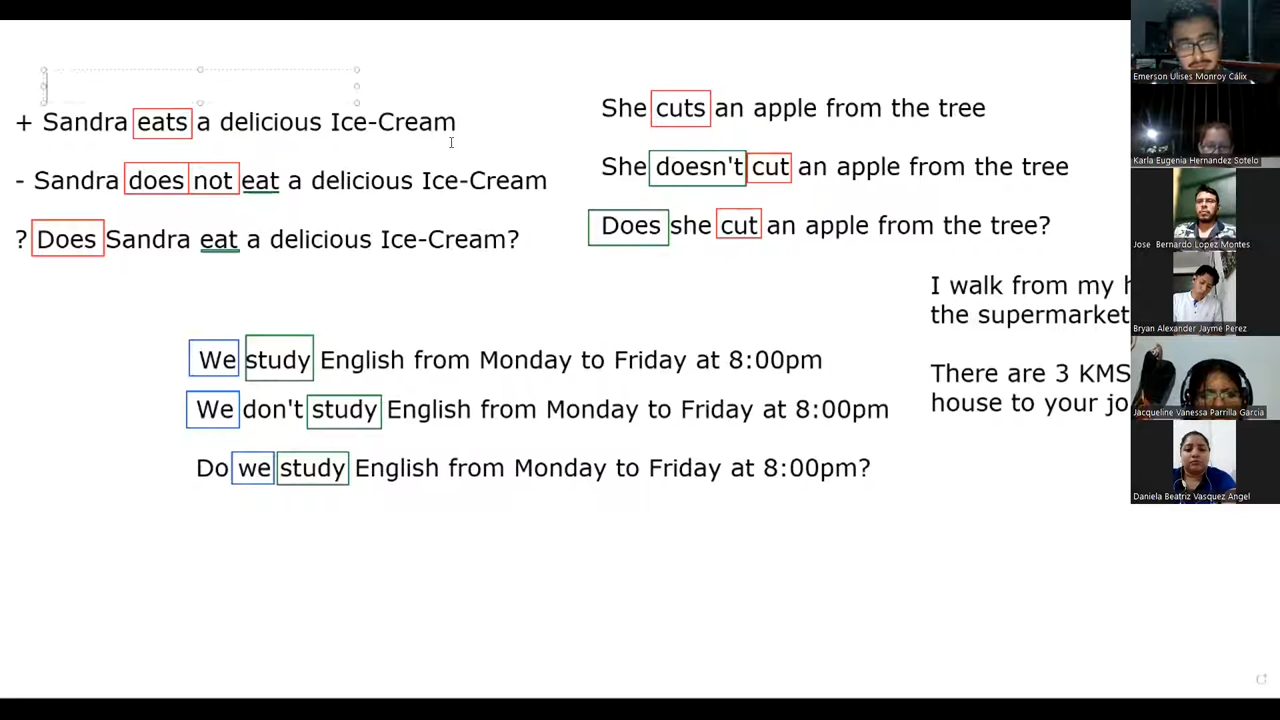 + Sandra eats a delicious Ice-Cream
- Sandra does not eat a delicious Ice-Cream
? Does Sandra eat a delicious Ice-Cream?
She cuts an apple from the tree
She doesn't cut an apple from the tree
Does she cut an apple from the tree?
I walk from my h
the supermarket
There are 3 KMS
house to your jo
We study English from Monday to Friday at 8:00pm
We don't study English from Monday to Friday at 8:00pm
Do we study English from Monday to Friday at 8:00pm?
Emerson Ulises Monroy Cálix
Karla Eugenia Hernandez Sotelo
Jose Bernardo Lopez Montes
Bryan Alexander Jayme Perez
Jacqueline Vanessa Parrilla Garcia
Daniela Beatriz Vasquez Angel